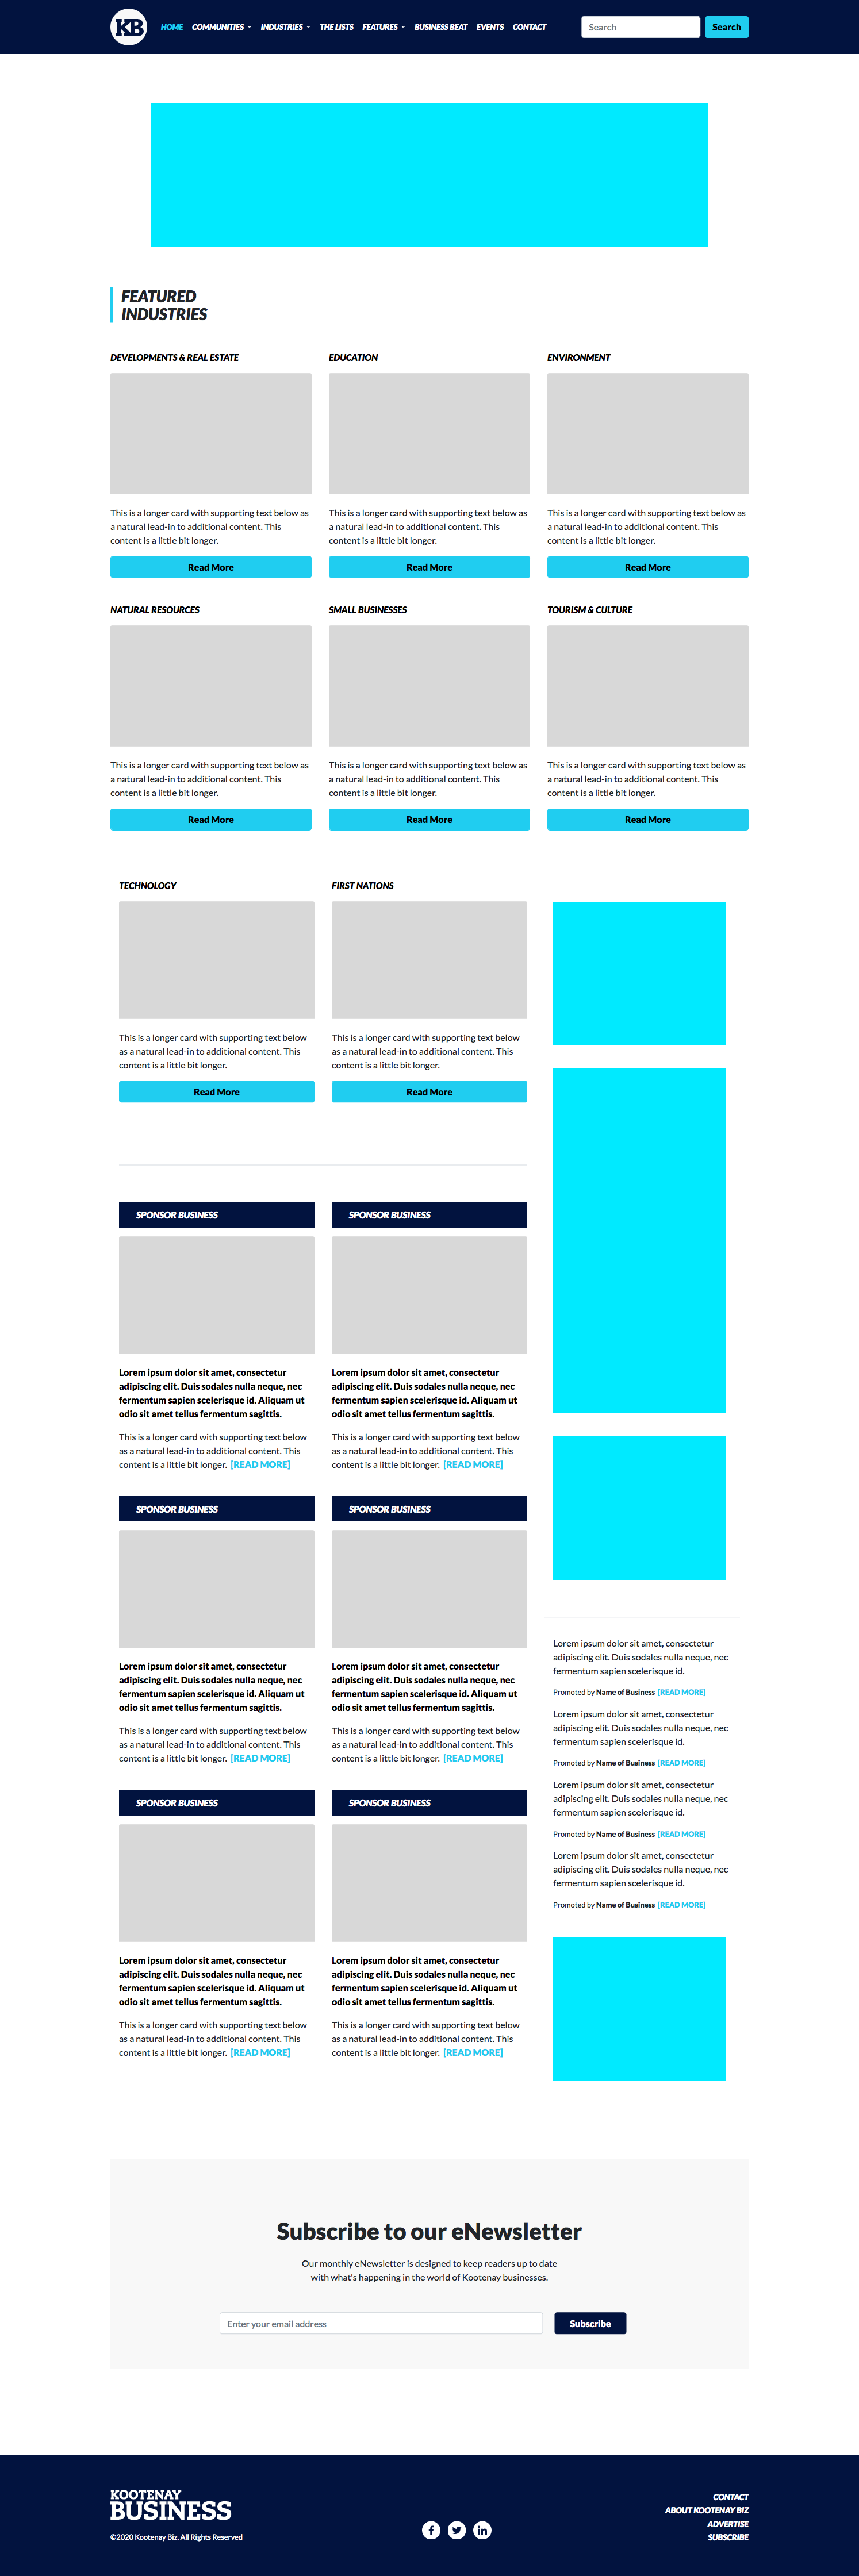 KB
HOME COMMUNITIES INDUSTRIES THE LISTS FEATURES BUSINESS BEAT EVENTS CONTACT
Search Search
FEATURED
INDUSTRIES
DEVELOPMENTS & REAL ESTATE
This is a longer card with supporting text below as
a natural lead-in to additional content. This
content is a little bit longer.
Read More
EDUCATION
This is a longer card with supporting text below as
a natural lead-in to additional content. This
content is a little bit longer.
Read More
ENVIRONMENT
This is a longer card with supporting text below as
a natural lead-in to additional content. This
content is a little bit longer.
Read More
NATURAL RESOURCES
This is a longer card with supporting text below as
a natural lead-in to additional content. This
content is a little bit longer.
Read More
SMALL BUSINESSES
This is a longer card with supporting text below as
a natural lead-in to additional content. This
content is a little bit longer.
Read More
TOURISM & CULTURE
This is a longer card with supporting text below as
a natural lead-in to additional content. This
content is a little bit longer.
Read More
TECHNOLOGY
This is a longer card with supporting text below
as a natural lead-in to additional content. This
content is a little bit longer.
Read More
FIRST NATIONS
This is a longer card with supporting text below
as a natural lead-in to additional content. This
content is a little bit longer.
Read More
SPONSOR BUSINESS
Lorem ipsum dolor sit amet, consectetur
adipiscing elit. Duis sodales nulla neque, nec
fermentum sapien scelerisque id. Aliquam ut
odio sit amet tellus fermentum sagittis.
This is a longer card with supporting text below
as a natural lead-in to additional content. This
content is a little bit longer. [READ MORE]
SPONSOR BUSINESS
Lorem ipsum dolor sit amet, consectetur
adipiscing elit. Duis sodales nulla neque, nec
fermentum sapien scelerisque id. Aliquam ut
odio sit amet tellus fermentum sagittis.
This is a longer card with supporting text below
as a natural lead-in to additional content. This
content is a little bit longer. [READ MORE]
SPONSOR BUSINESS
Lorem ipsum dolor sit amet, consectetur
adipiscing elit. Duis sodales nulla neque, nec
fermentum sapien scelerisque id. Aliquam ut
odio sit amet tellus fermentum sagittis.
This is a longer card with supporting text below
as a natural lead-in to additional content. This
content is a little bit longer. [READ MORE]
SPONSOR BUSINESS
Lorem ipsum dolor sit amet, consectetur
adipiscing elit. Duis sodales nulla neque, nec
fermentum sapien scelerisque id. Aliquam ut
odio sit amet tellus fermentum sagittis.
This is a longer card with supporting text below
as a natural lead-in to additional content. This
content is a little bit longer. [READ MORE]
SPONSOR BUSINESS
Lorem ipsum dolor sit amet, consectetur
adipiscing elit. Duis sodales nulla neque, nec
fermentum sapien scelerisque id. Aliquam ut
odio sit amet tellus fermentum sagittis.
This is a longer card with supporting text below
as a natural lead-in to additional content. This
content is a little bit longer. [READ MORE]
SPONSOR BUSINESS
Lorem ipsum dolor sit amet, consectetur
adipiscing elit. Duis sodales nulla neque, nec
fermentum sapien scelerisque id. Aliquam ut
odio sit amet tellus fermentum sagittis.
This is a longer card with supporting text below
as a natural lead-in to additional content. This
content is a little bit longer. [READ MORE]
Lorem ipsum dolor sit amet, consectetur
adipiscing elit. Duis sodales nulla neque, nec
fermentum sapien scelerisque id.
Promoted by Name of Business [READ MORE]
Lorem ipsum dolor sit amet, consectetur
adipiscing elit. Duis sodales nulla neque, nec
fermentum sapien scelerisque id.
Promoted by Name of Business [READ MORE]
Lorem ipsum dolor sit amet, consectetur
adipiscing elit. Duis sodales nulla neque, nec
fermentum sapien scelerisque id.
Promoted by Name of Business [READ MORE]
Lorem ipsum dolor sit amet, consectetur
adipiscing elit. Duis sodales nulla neque, nec
fermentum sapien scelerisque id.
Promoted by Name of Business [READ MORE]
Subscribe to our eNewsletter
Our monthly eNewsletter is designed to keep readers up to date
with what's happening in the world of Kootenay businesses.
Enter your email address Subscribe
KOOTENAY
BUSINESS
©2020 Kootenay Biz. All Rights Reserved
f in
CONTACT
ABOUT KOOTENAY BIZ
ADVERTISE
SUBSCRIBE